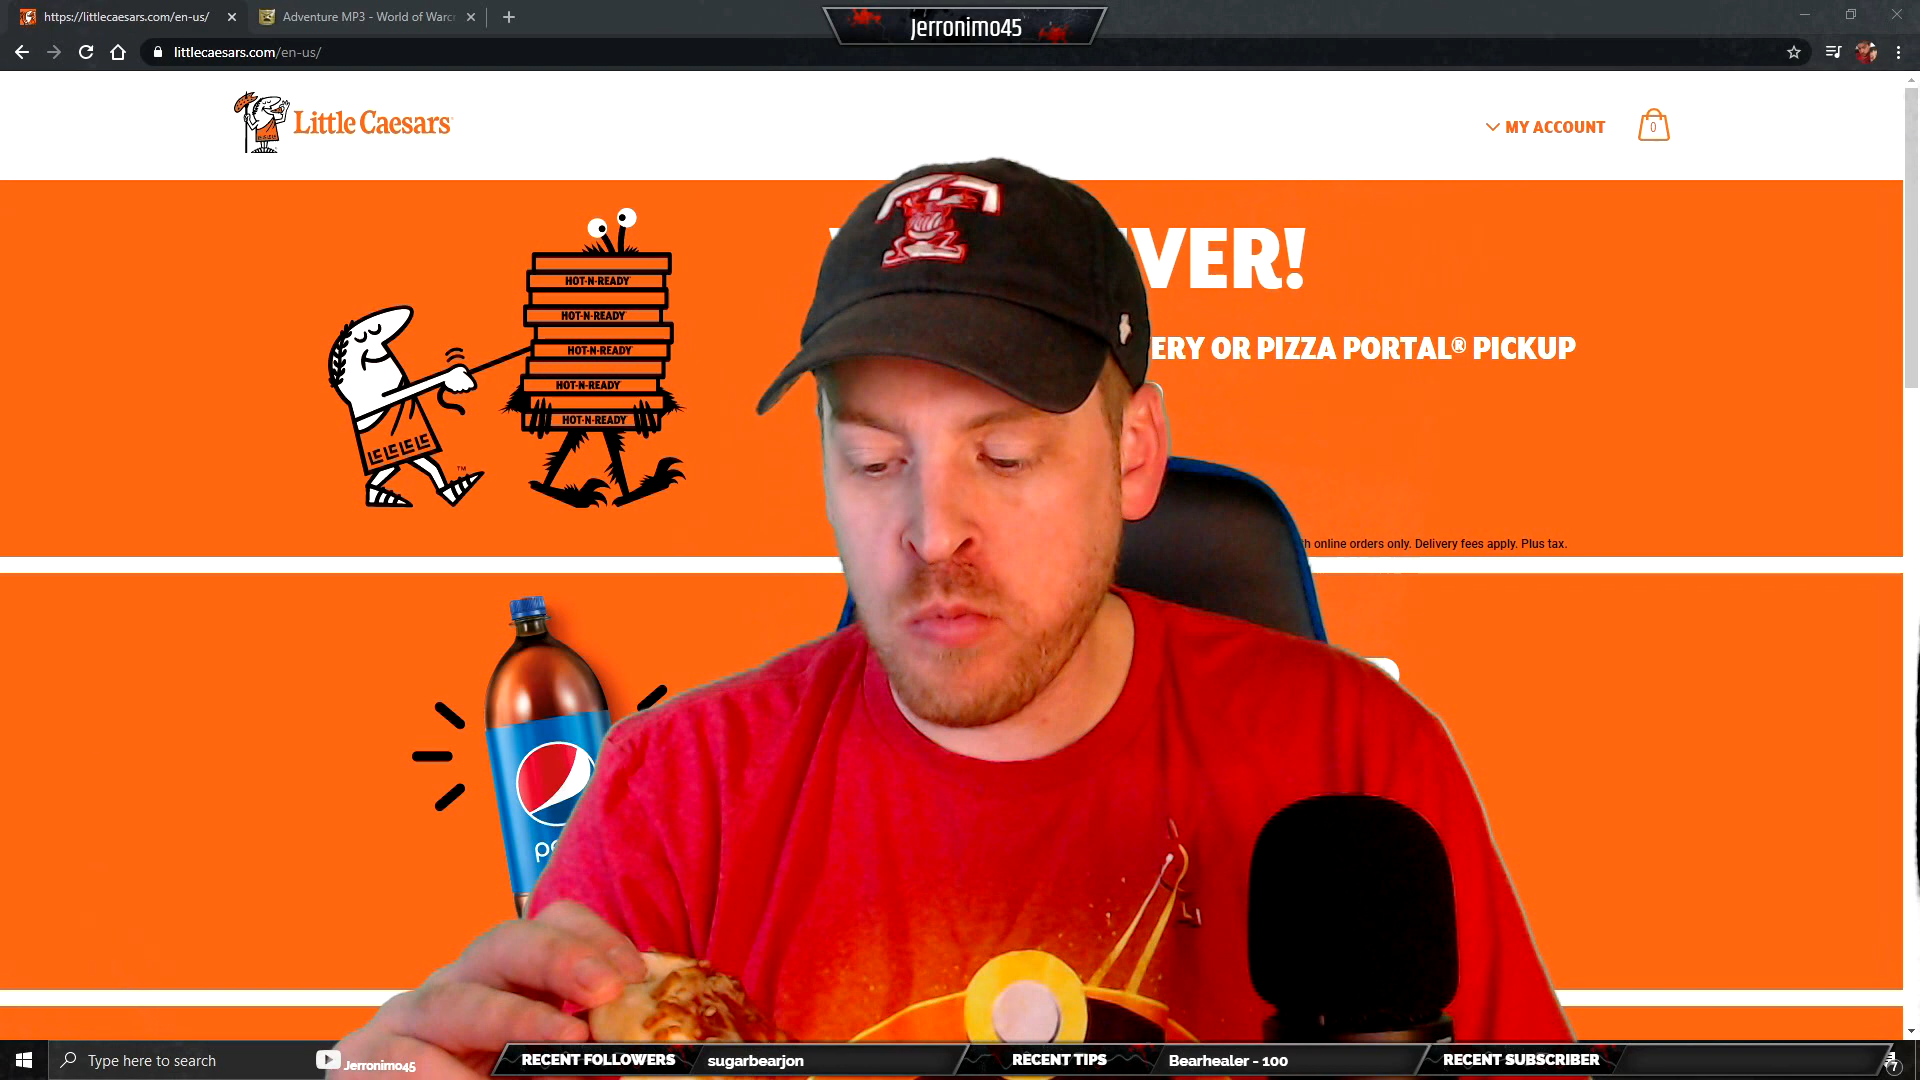 https://littlecaesars.com/en-us/
Adventure MP3 - World of Warc
Jerronimo45
littlecaesars.com/en-us/
Little Caesars
MY ACCOUNT
0
VER!
ERY OR PIZZA PORTAL® PICKUP
HOT-N-READY
HOT-N-READY
HOT-N-READY
HOT-N-READY
HOT-N-READY
TM
online orders only. Delivery fees apply. Plus tax.
Type here to search
Jerronimo45
RECENT FOLLOWERS
sugarbearjon
RECENT TIPS
Bearhealer - 100
RECENT SUBSCRIBER
7